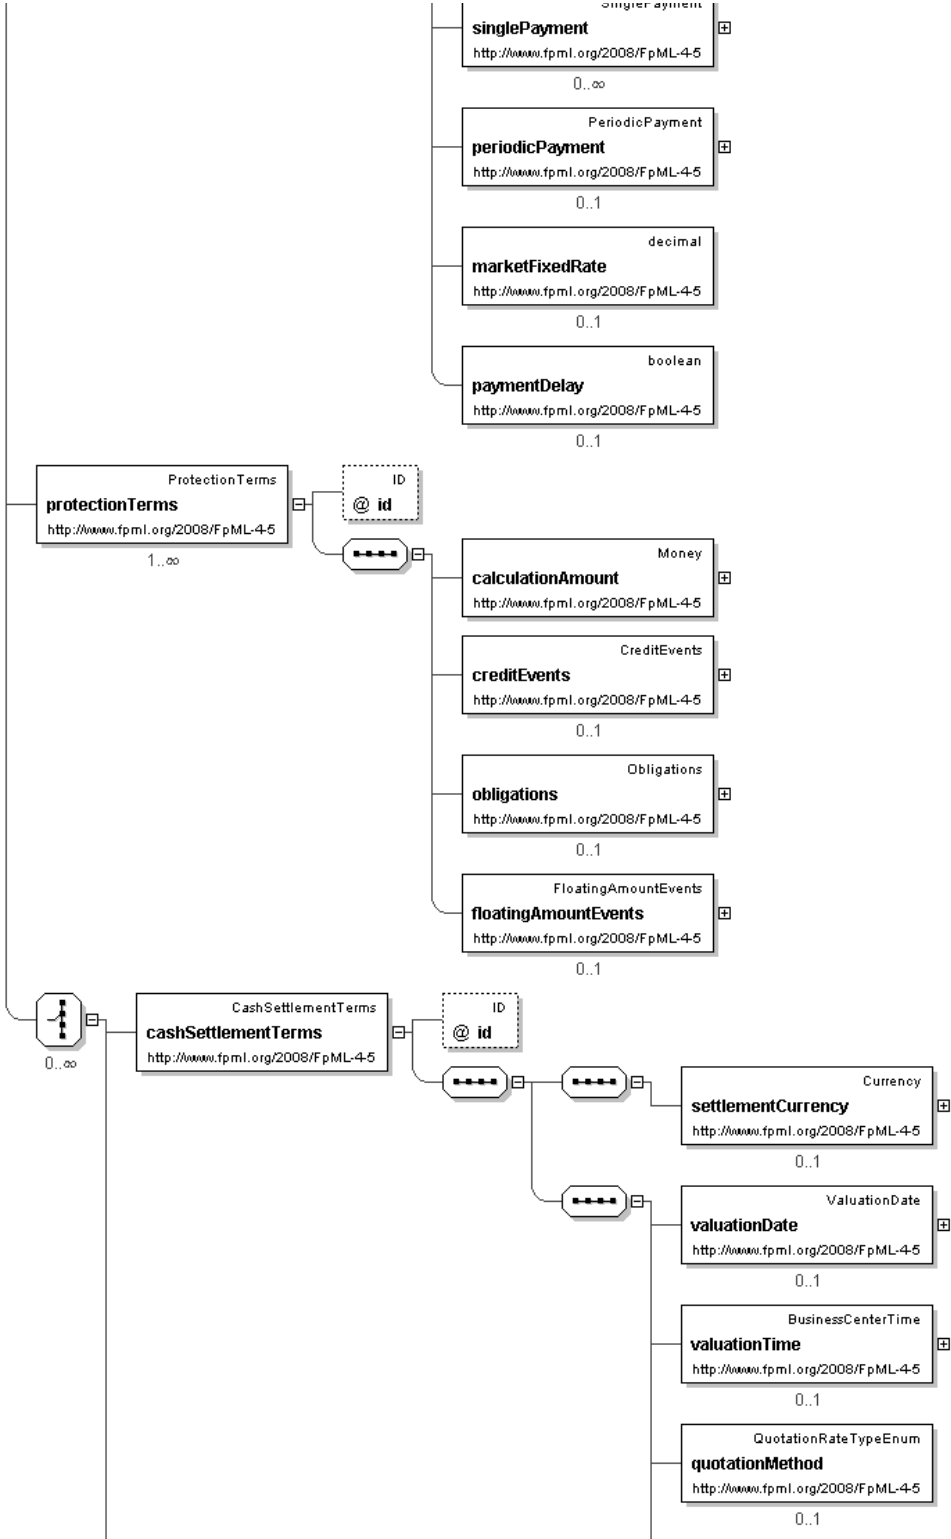 SinglePayment
singlePayment
http://www.fpml.org/2008/FpML-4-5
0..∞
PeriodicPayment
periodicPayment
http://www.fpml.org/2008/FpML-4-5
0..1
decimal
marketFixedRate
http://www.fpml.org/2008/FpML-4-5
0..1
boolean
paymentDelay
http://www.fpml.org/2008/FpML-4-5
0..1
ProtectionTerms
protectionTerms
http://www.fpml.org/2008/FpML-4-5
1..∞
ID
@ id
Money
calculationAmount
http://www.fpml.org/2008/FpML-4-5
CreditEvents
creditEvents
http://www.fpml.org/2008/FpML-4-5
0..1
Obligations
obligations
http://www.fpml.org/2008/FpML-4-5
0..1
FloatingAmountEvents
floatingAmountEvents
http://www.fpml.org/2008/FpML-4-5
0..1
0..∞
CashSettlementTerms
cashSettlementTerms
http://www.fpml.org/2008/FpML-4-5
ID
@ id
Currency
settlementCurrency
http://www.fpml.org/2008/FpML-4-5
0..1
ValuationDate
valuationDate
http://www.fpml.org/2008/FpML-4-5
0..1
BusinessCenterTime
valuationTime
http://www.fpml.org/2008/FpML-4-5
0..1
QuotationRateTypeEnum
quotationMethod
http://www.fpml.org/2008/FpML-4-5
0..1